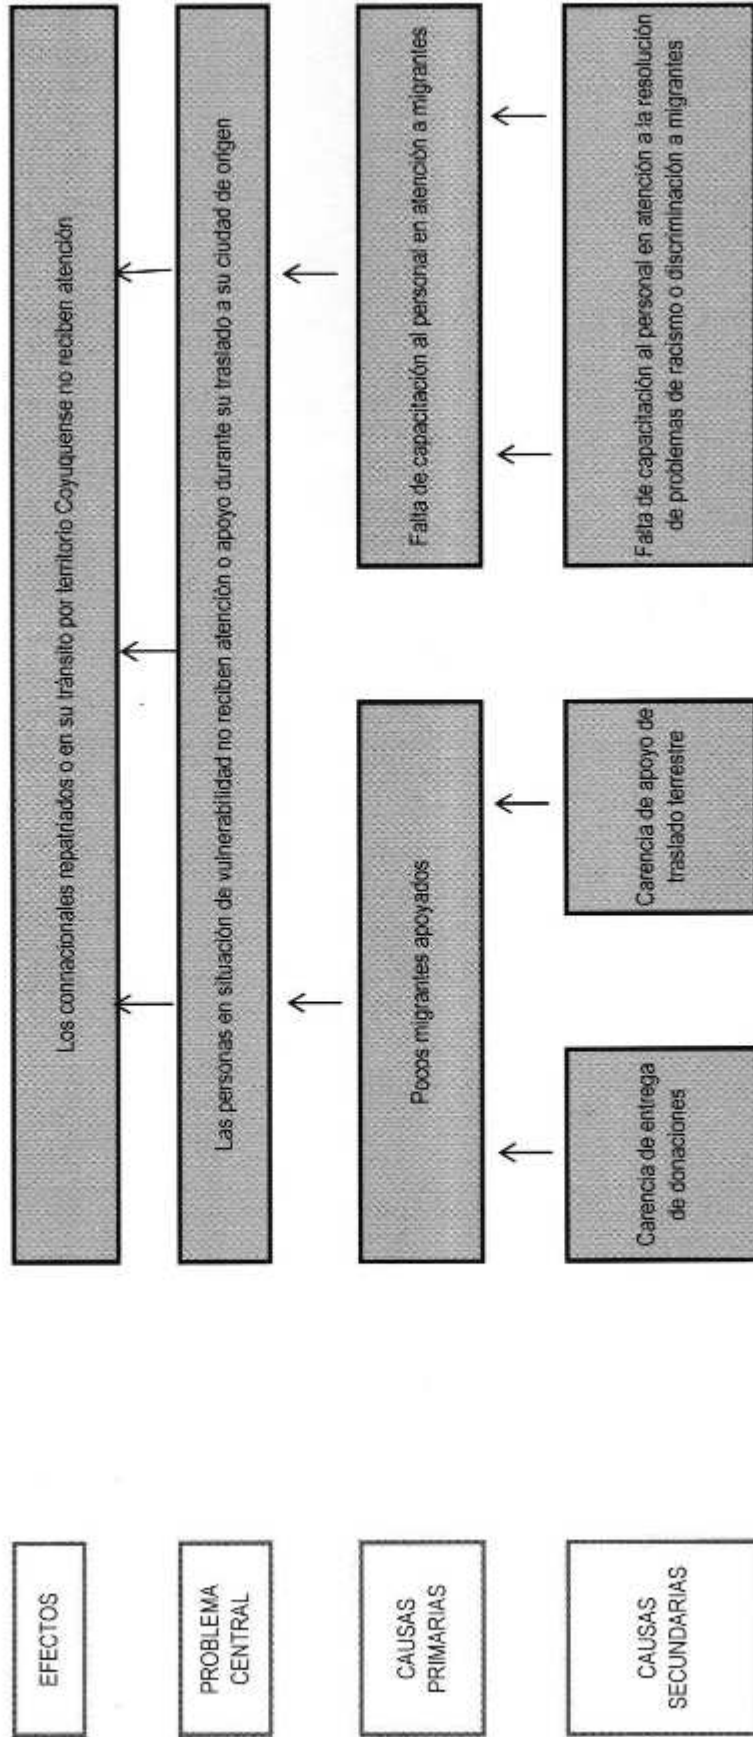 EFECTOS
Los connacionales repatriados o en su tránsito por territorio Coyuquense no reciben atención
PROBLEMA
CENTRAL
Las personas en situación de vulnerabilidad no reciben atención o apoyo durante su traslado a su ciudad de origen
CAUSAS
PRIMARIAS
Pocos migrantes apoyados
Falta de capacitación al personal en atención a migrantes
CAUSAS
SECUNDARIAS
Carencia de entrega
de donaciones
Carencia de apoyo de
traslado terrestre
Falta de capacitación al personal en atención a la resolución
de problemas de racismo o discriminación a migrantes